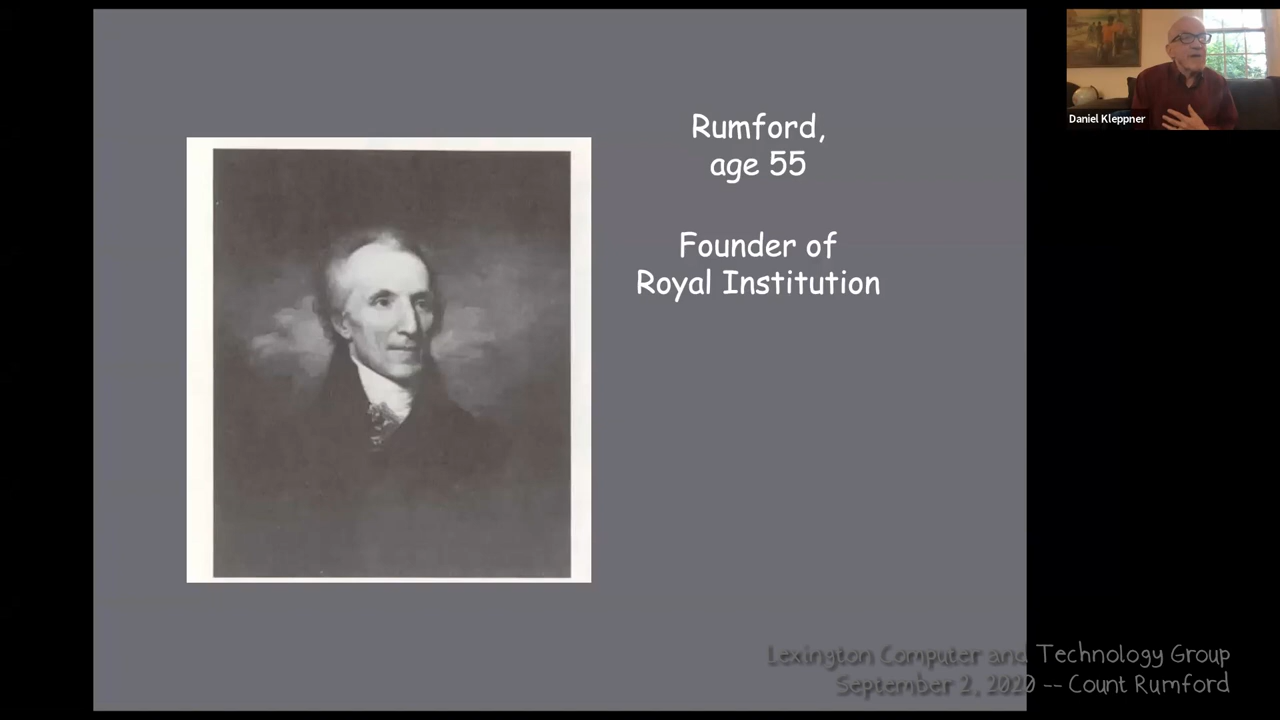 Rumford,
age 55
Founder of
Royal Institution
Daniel Kleppner
Lexington Computer and Technology Group
September 2, 2020 -- Count Rumford